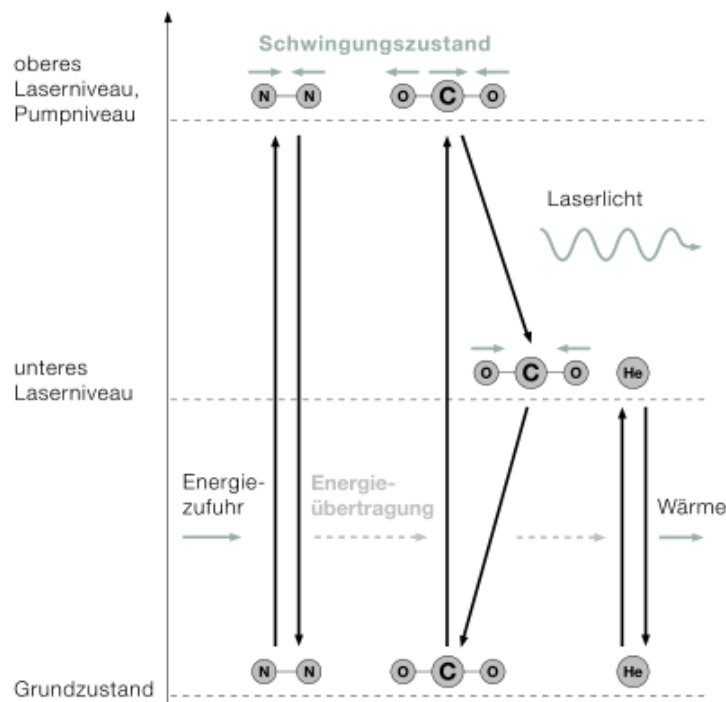 Schwingungszustand
oberes
Laserniveau,
Pumpniveau
N N
O C O
Laserlicht
unteres
Laserniveau
O C O
He
Energie-
zufuhr
Energie-
übertragung
Wärme
N N
O C O
He
Grundzustand